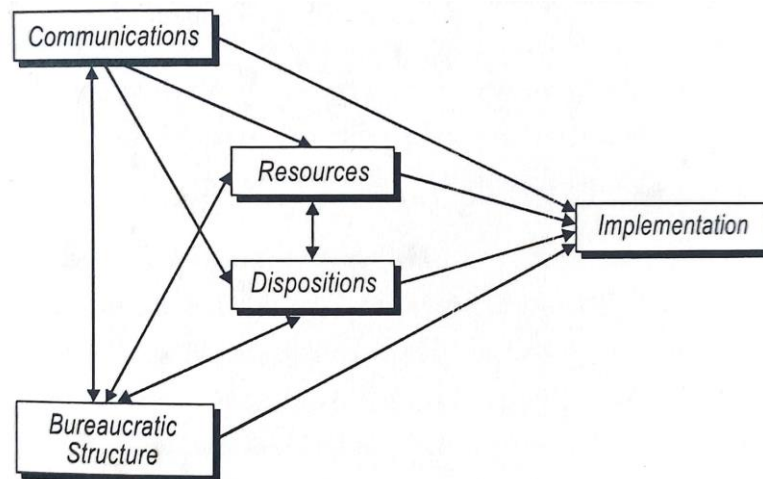 Communications
Resources
Implementation
Dispositions
Bureaucratic
Structure